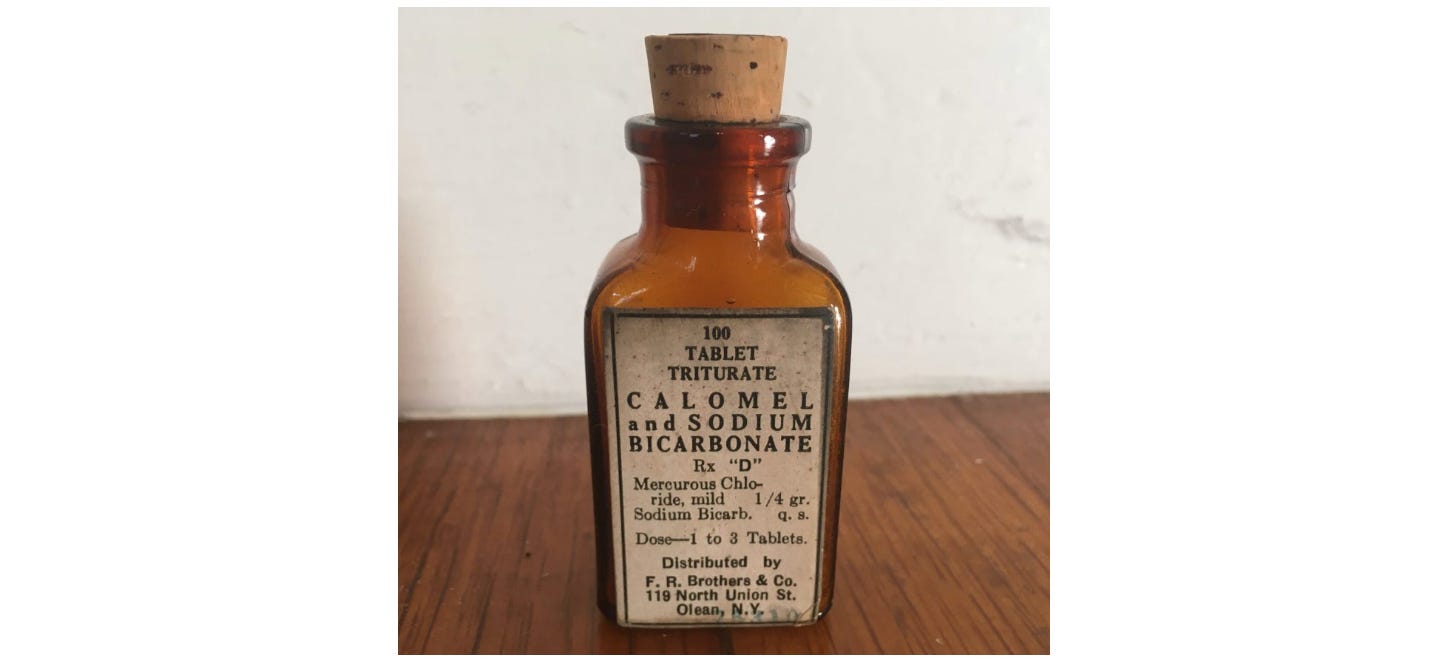 100
TABLET
TRITURATE
CALOMEL
and SODIUM
BICARBONATE
Rx "D"
Mercurous Chlo-
ride, mild 1/4 gr.
Sodium Bicarb. q. s.
Dose—1 to 3 Tablets.
Distributed by
F. R. Brothers & Co.
119 North Union St.
Olean, N.Y.